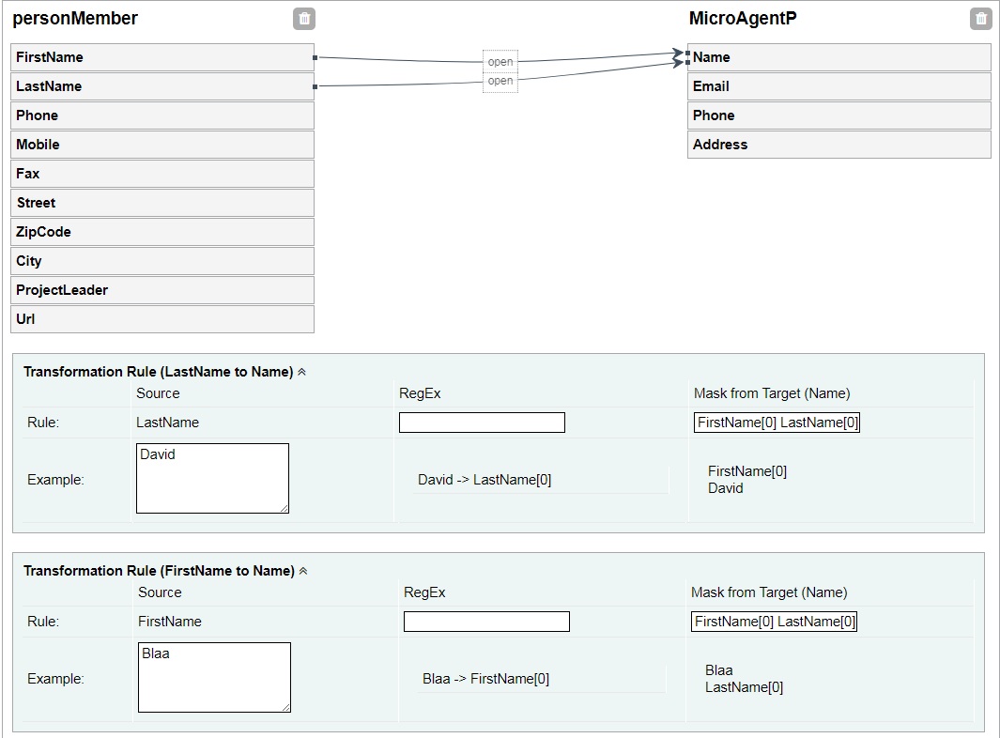 personMember
MicroAgentP
FirstName
open
Name
LastName
open
Email
Phone
Phone
Mobile
Address
Fax
Street
ZipCode
City
ProjectLeader
Url
Transformation Rule (LastName to Name)
Source RegEx Mask from Target (Name)
Rule: LastName FirstName[0] LastName[0]
David
Example: David -> LastName[0] FirstName[0]
David
Transformation Rule (FirstName to Name)
Source RegEx Mask from Target (Name)
Rule: FirstName FirstName[0] LastName[0]
Blaa
Example: Blaa -> FirstName[0] Blaa
LastName[0]